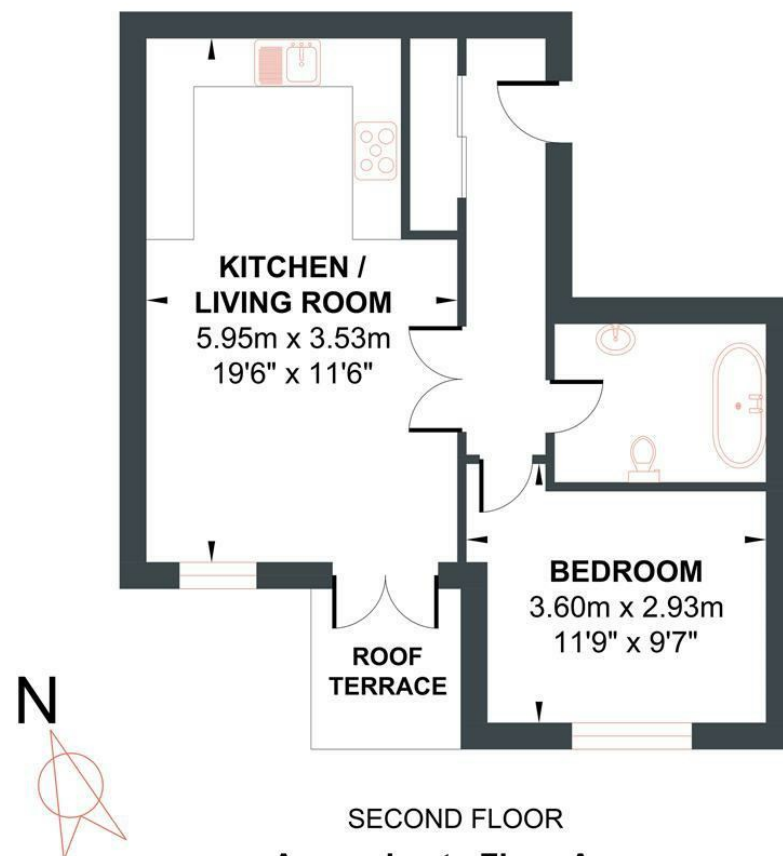 KITCHEN /
LIVING ROOM
5.95m x 3.53m
19'6" x 11'6"
BEDROOM
3.60m x 2.93m
11'9" x 9'7"
ROOF
TERRACE
N
SECOND FLOOR